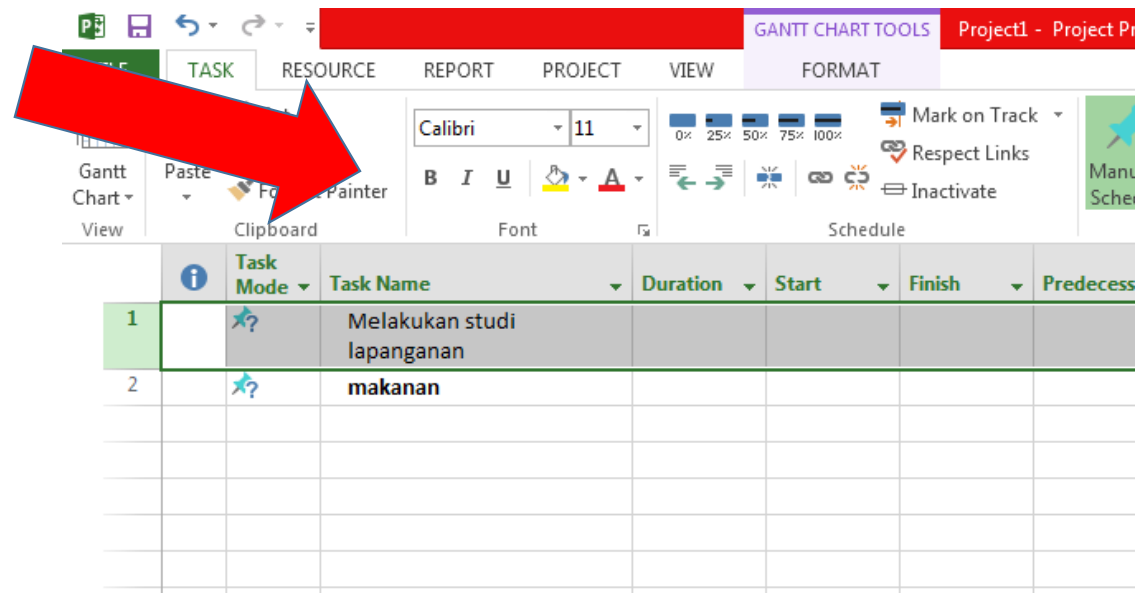 GANTT CHART TOOLS Project1 - Project Pr
TASK RESOURCE REPORT PROJECT VIEW FORMAT
Calibri 11
0% 25% 50% 75% 100%
Mark on Track
Respect Links
Inactivate
Gantt
Chart
Paste
Painter
B I U A
View Clipboard Font Schedule
Task
Mode
Task Name Duration Start Finish
1 Melakukan studi
lapanganan
2 makanan